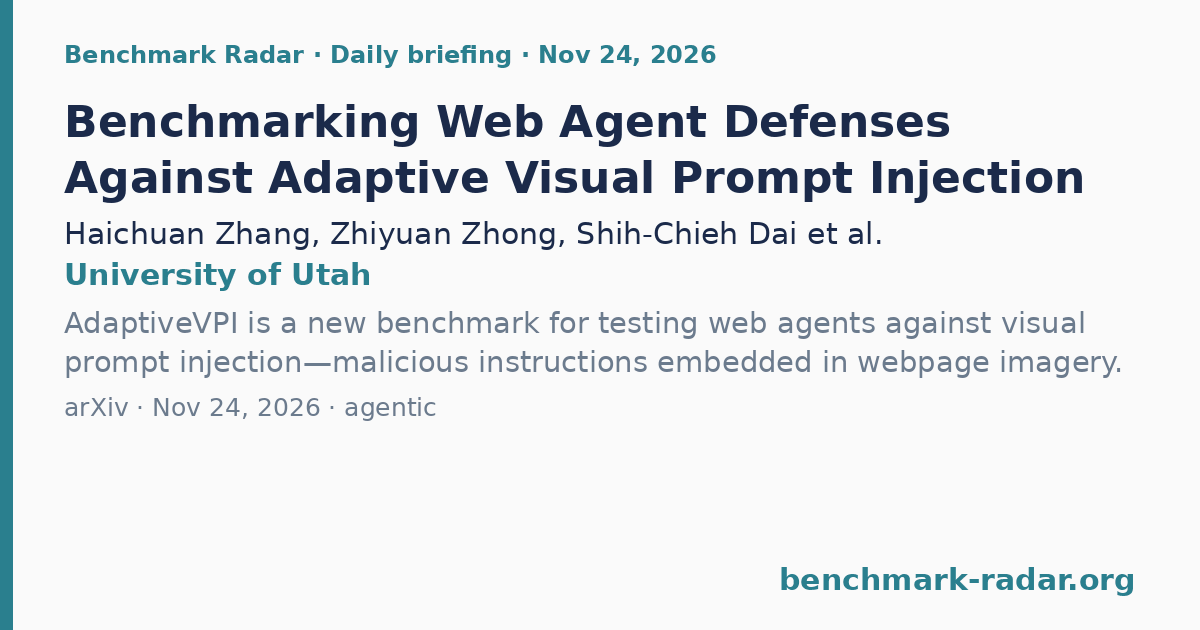 Benchmark Radar · Daily briefing · Nov 24, 2026
Benchmarking Web Agent Defenses
Against Adaptive Visual Prompt Injection
Haichuan Zhang, Zhiyuan Zhong, Shih-Chieh Dai et al.
University of Utah
AdaptiveVPI is a new benchmark for testing web agents against visual
prompt injection—malicious instructions embedded in webpage imagery.
arXiv · Nov 24, 2026 · agentic
benchmark-radar.org